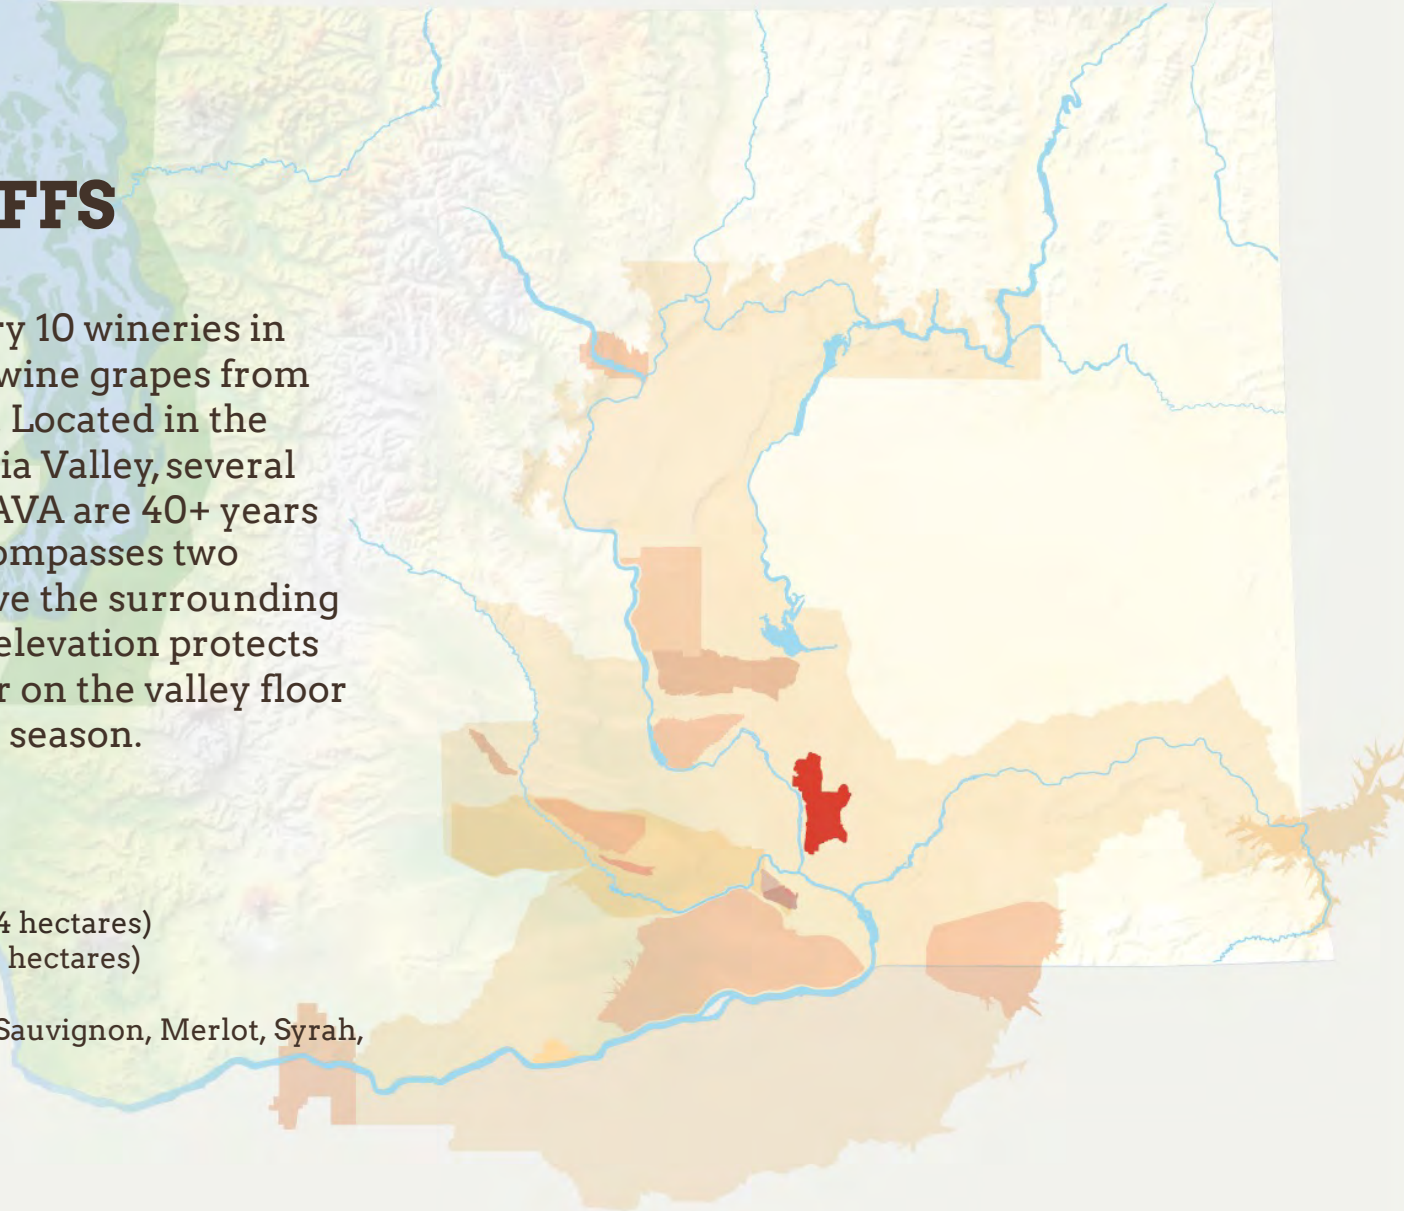 FFS
ry 10 wineries in
wine grapes from
Located in the
ia Valley, several
AVA are 40+ years
ompasses two
ve the surrounding
elevation protects
r on the valley floor
season.
4 hectares)
hectares)
Sauvignon, Merlot, Syrah,